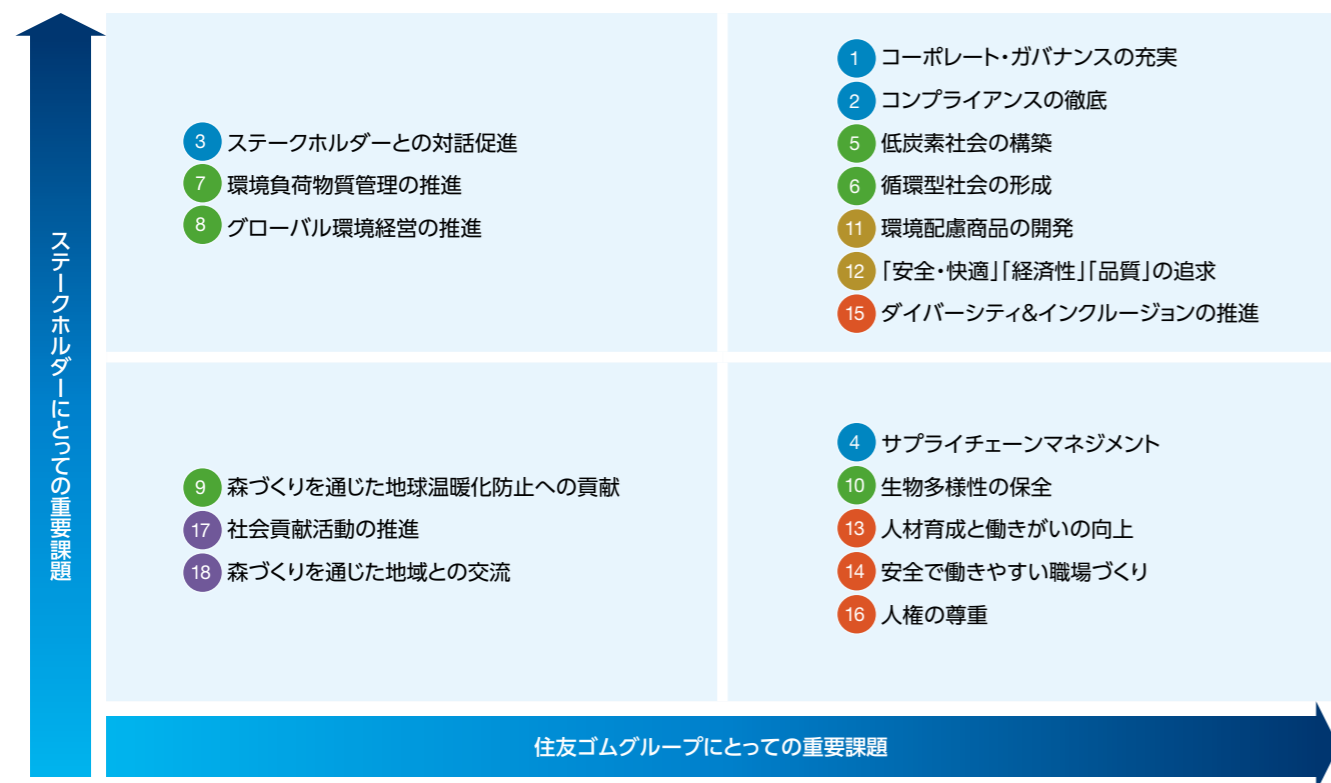 ステークホルダーにとっての重要課題
3 ステークホルダーとの対話促進
7 環境負荷物質管理の推進
8 グローバル環境経営の推進
1 コーポレート・ガバナンスの充実
2 コンプライアンスの徹底
5 低炭素社会の構築
6 循環型社会の形成
11 環境配慮商品の開発
12 「安全・快適」「経済性」「品質」の追求
15 ダイバーシティ&インクルージョンの推進
9 森づくりを通じた地球温暖化防止への貢献
17 社会貢献活動の推進
18 森づくりを通じた地域との交流
4 サプライチェーンマネジメント
10 生物多様性の保全
13 人材育成と働きがいの向上
14 安全で働きやすい職場づくり
16 人権の尊重
住友ゴムグループにとっての重要課題